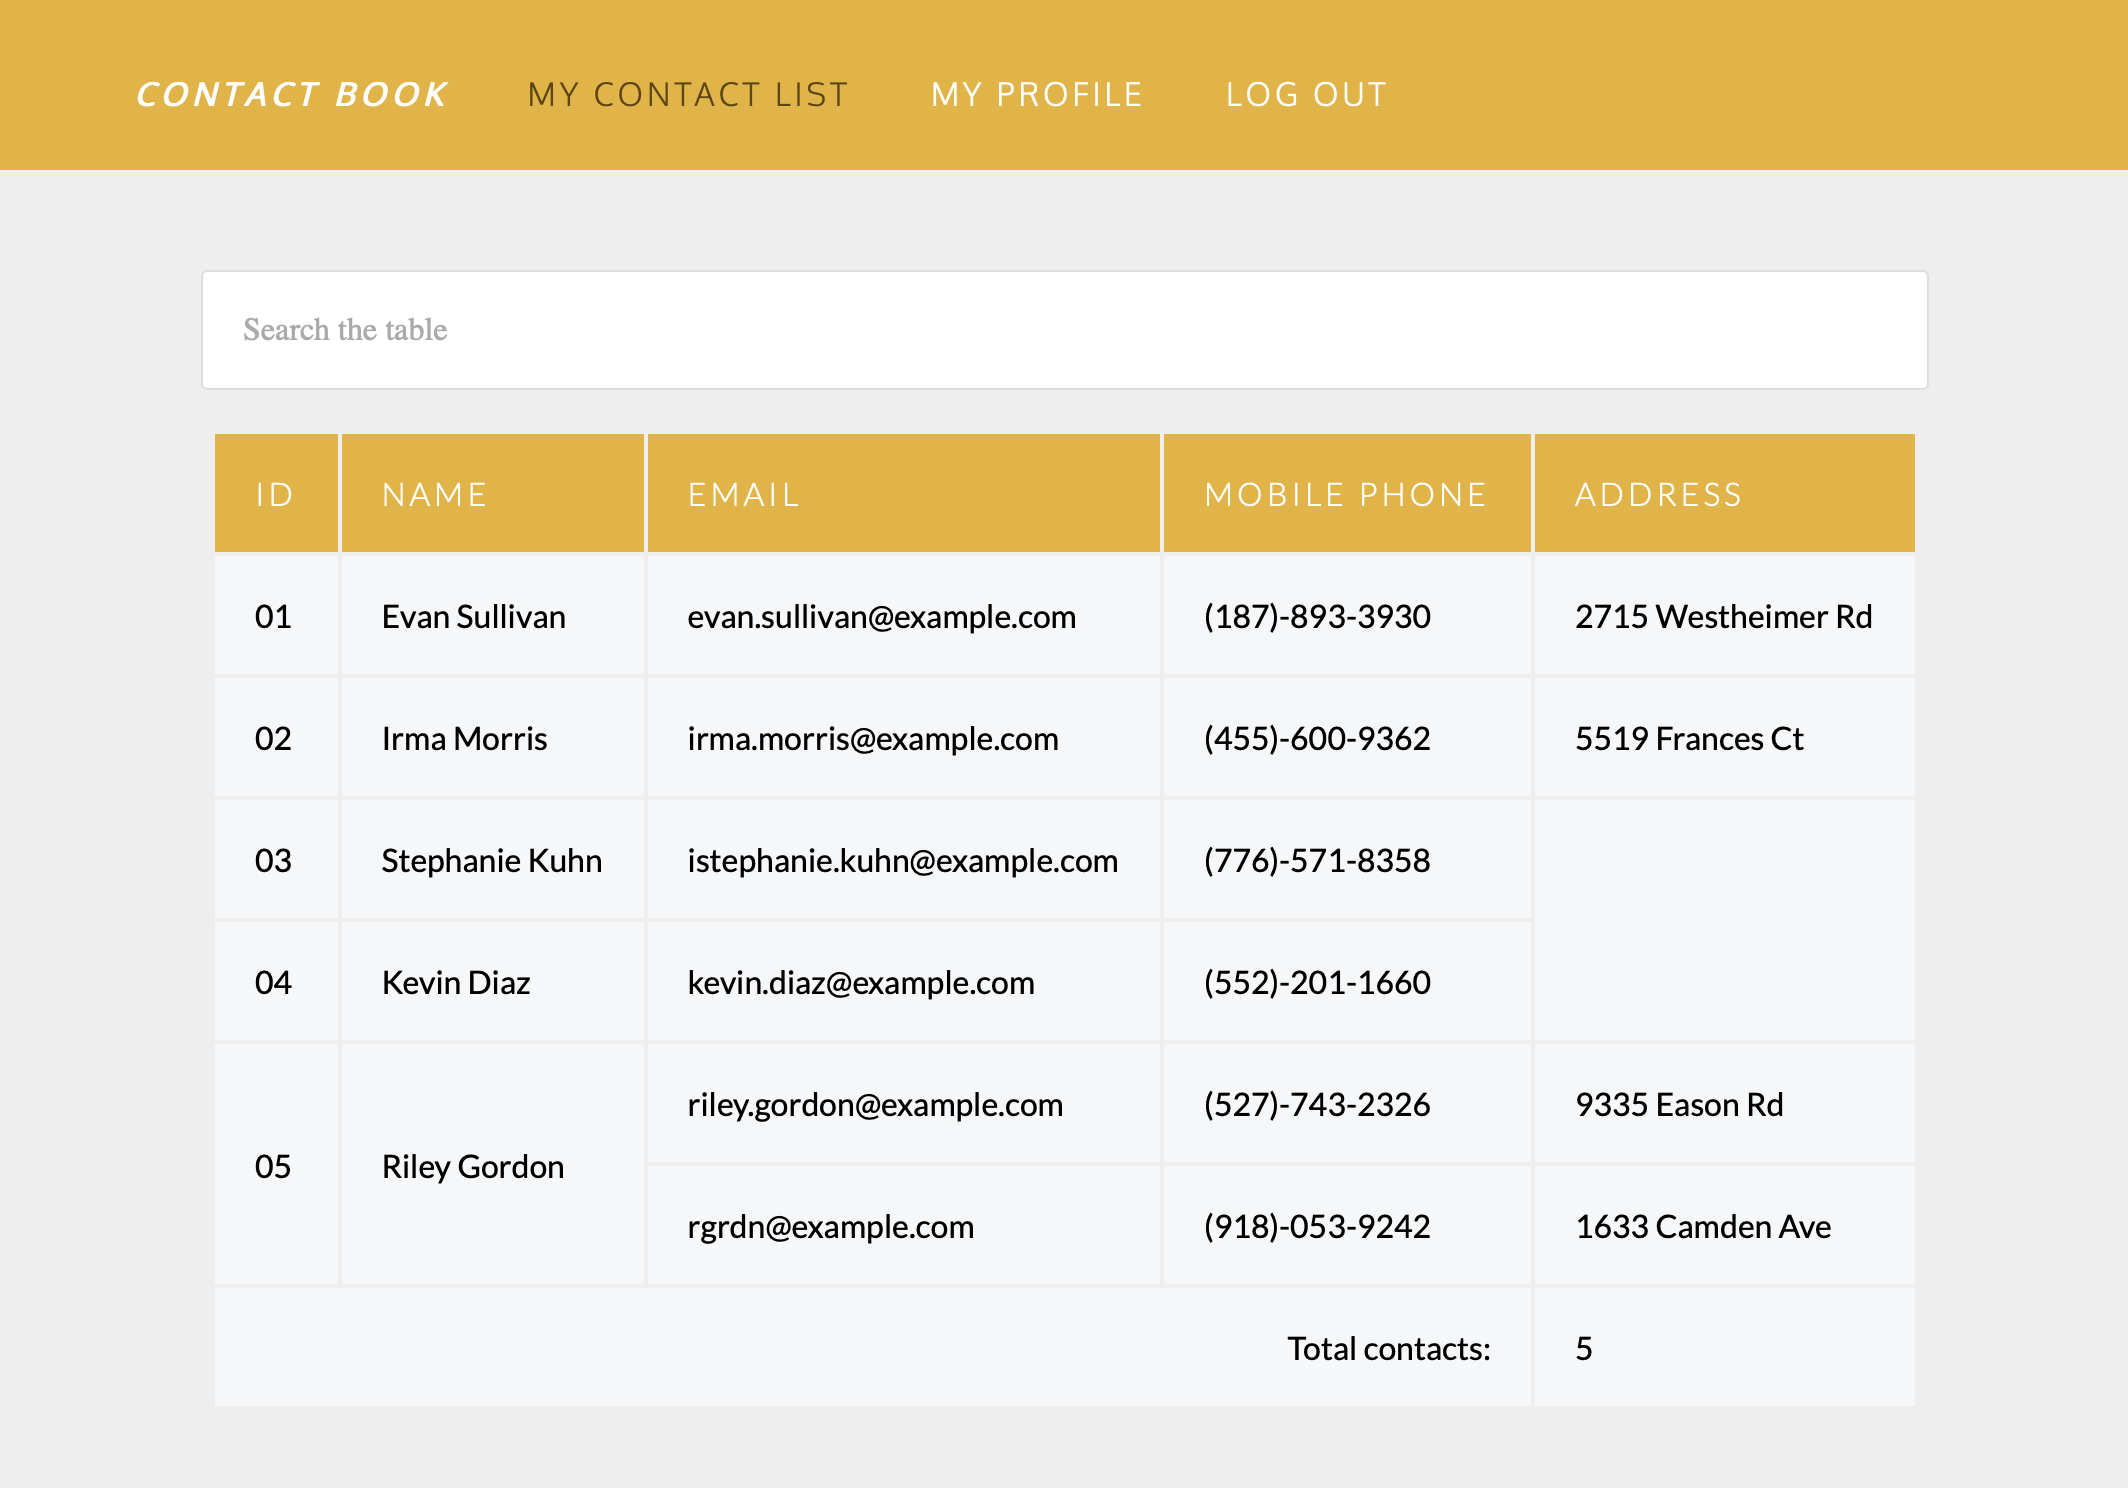 CONTACT BOOK MY CONTACT LIST MY PROFILE LOG OUT
Search the table
ID NAME EMAIL MOBILE PHONE ADDRESS
01 Evan Sullivan evan.sullivan@example.com (187)-893-3930 2715 Westheimer Rd
02 Irma Morris irma.morris@example.com (455)-600-9362 5519 Frances Ct
03 Stephanie Kuhn istephanie.kuhn@example.com (776)-571-8358
04 Kevin Diaz kevin.diaz@example.com (552)-201-1660
05 Riley Gordon riley.gordon@example.com (527)-743-2326 9335 Eason Rd
rgrdn@example.com (918)-053-9242 1633 Camden Ave
Total contacts: 5